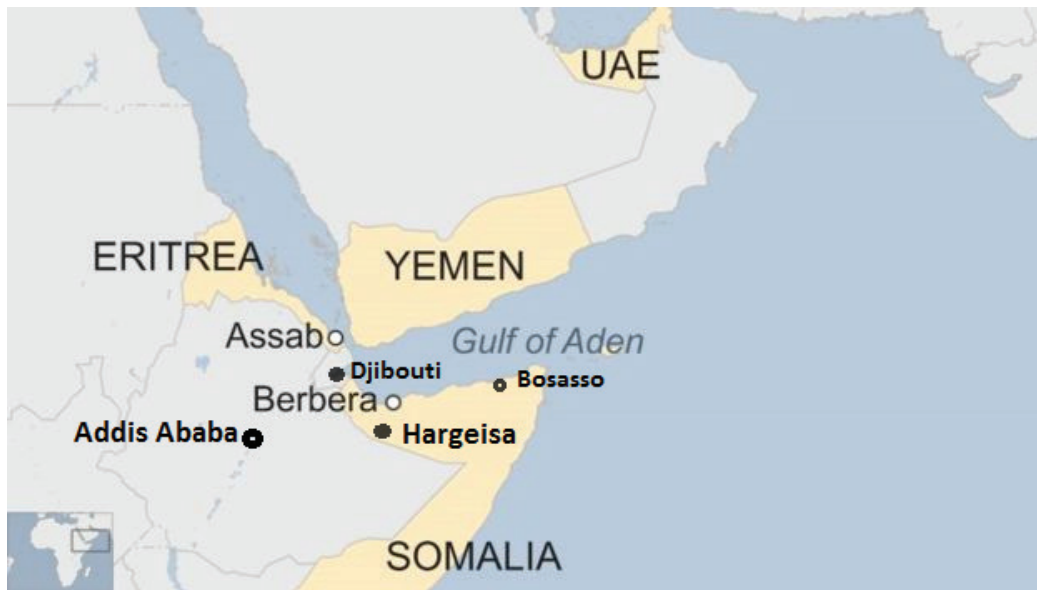 UAE
ERITREA
YEMEN
Assab
Gulf of Aden
Djibouti
Bosasso
Berbera
Addis Ababa
Hargeisa
SOMALIA